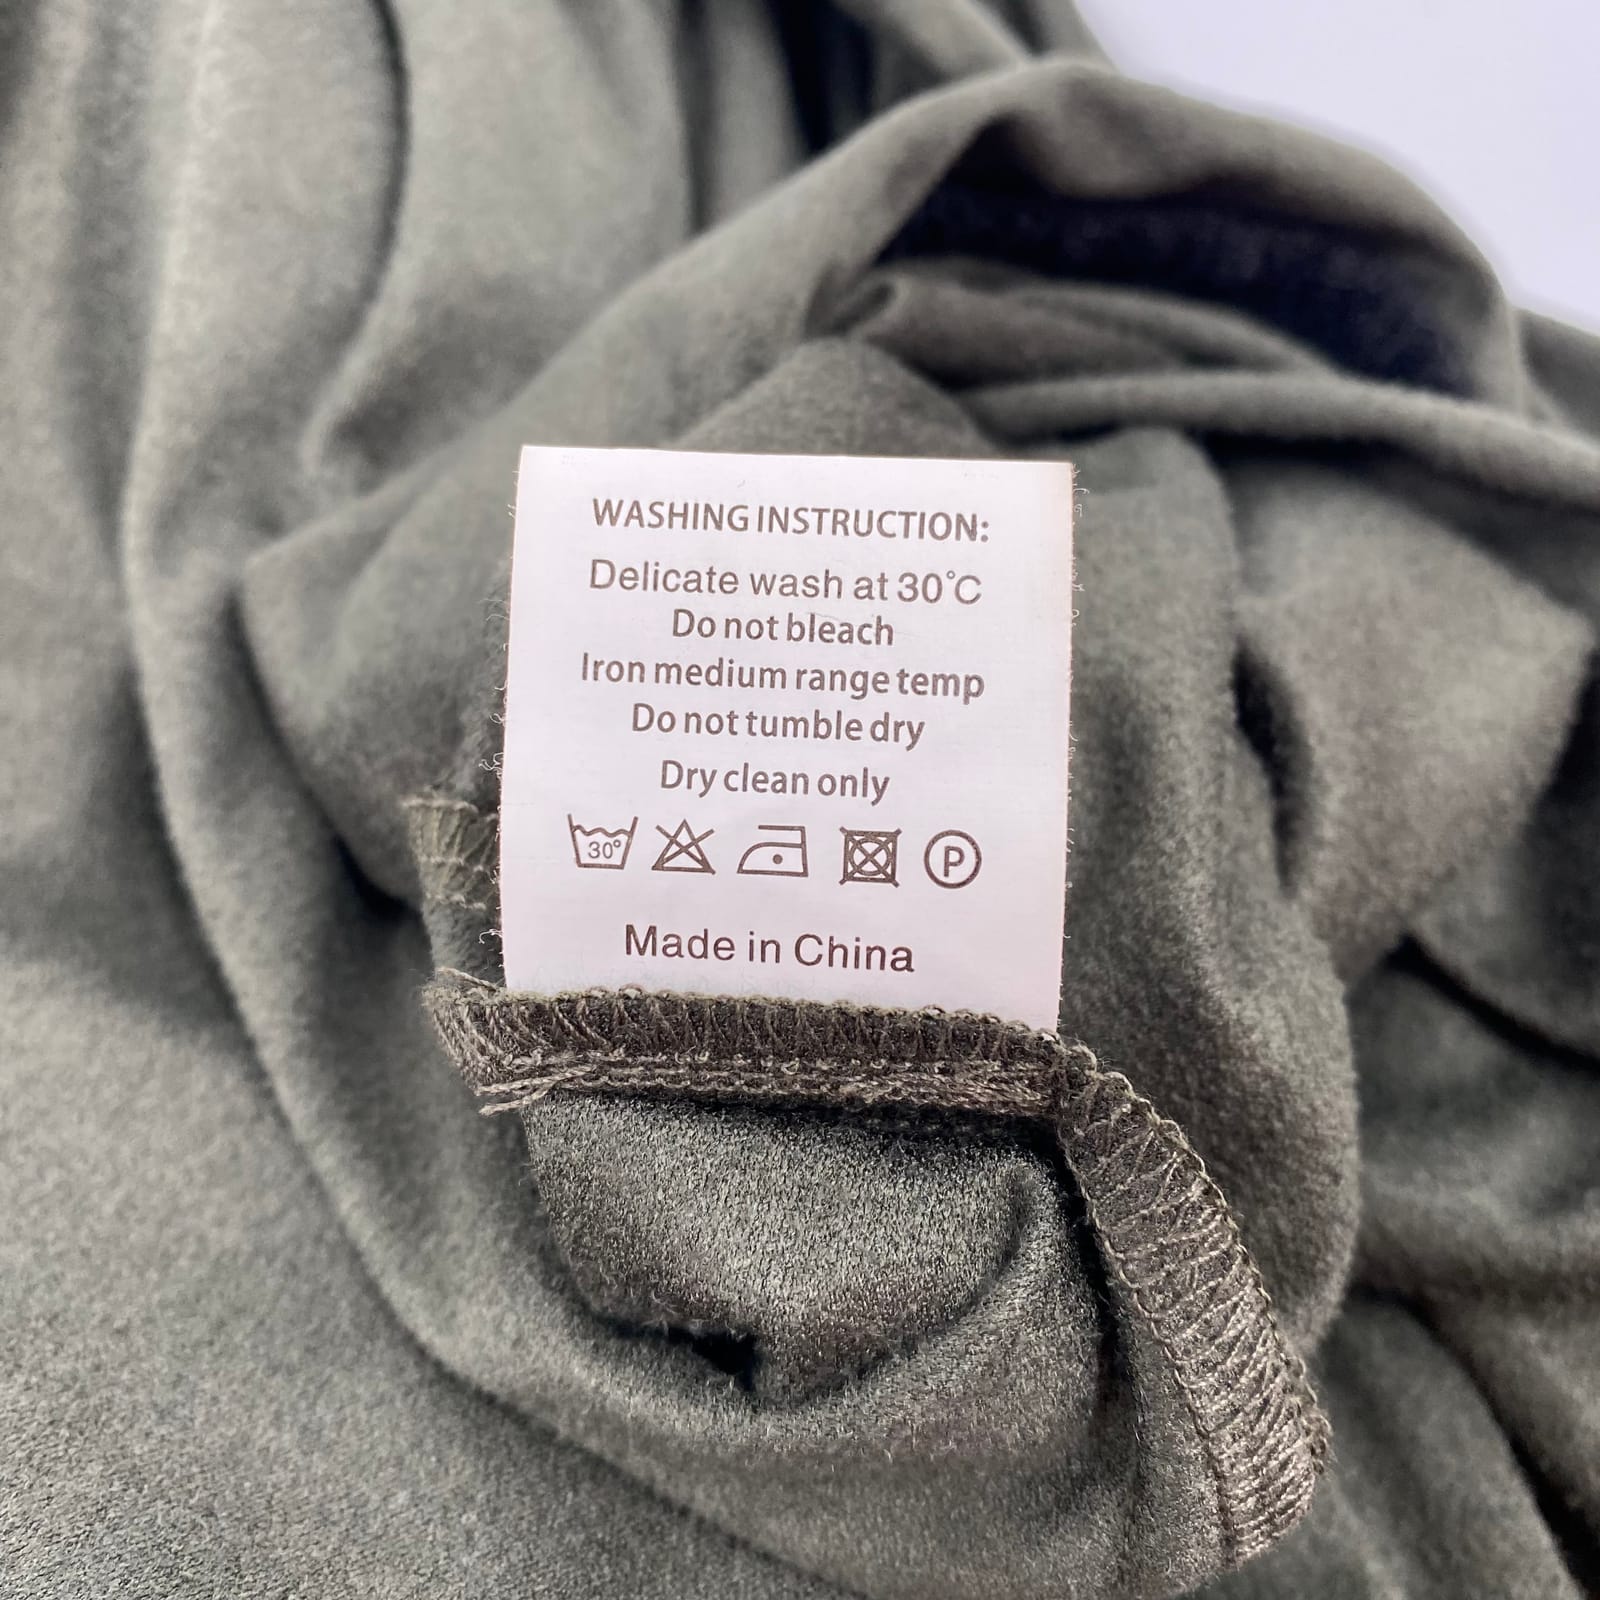 WASHING INSTRUCTION:
Delicate wash at 30°C
Do not bleach
Iron medium range temp
Do not tumble dry
Dry clean only
30° P
Made in China